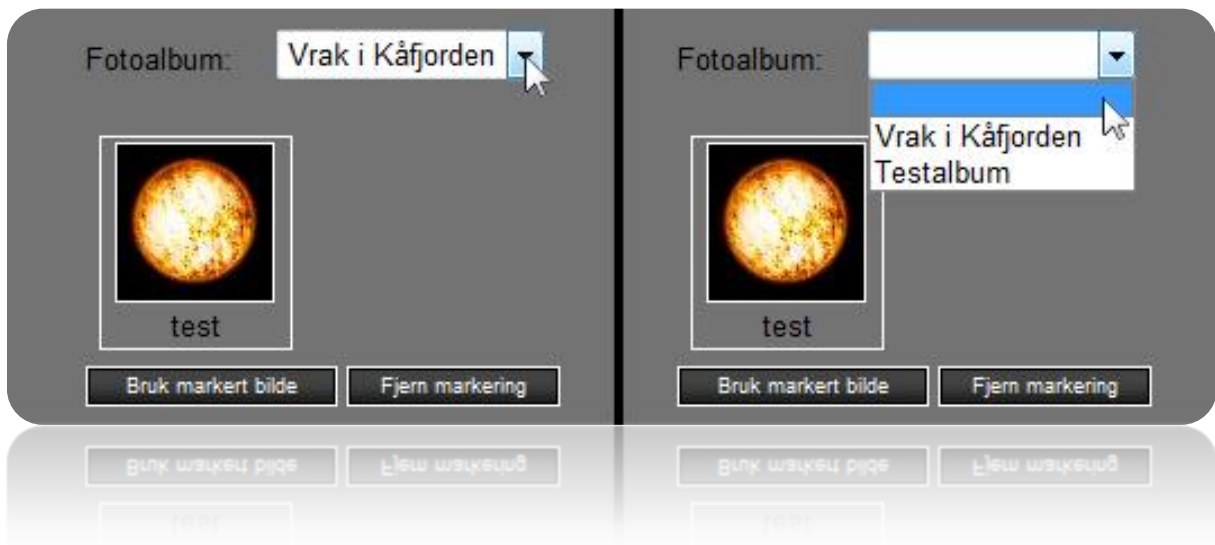 Fotoalbum: Vrak i Kåfjorden
test
Bruk markert bilde Fjern markering
Fotoalbum:
Vrak i Kåfjorden
Testalbum
test
Bruk markert bilde Fjern markering